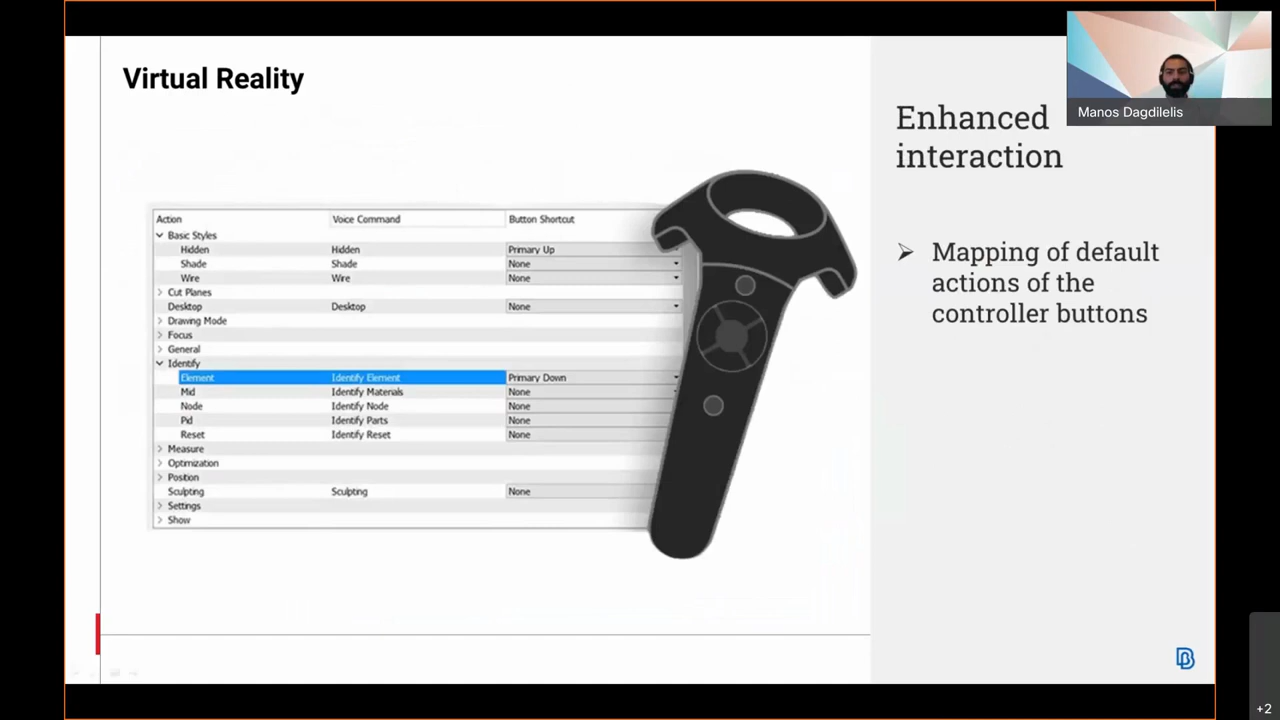 Virtual Reality
Manos Dagdilelis
Enhanced
interaction
Mapping of default
actions of the
controller buttons
Action Voice Command Button Shortcut
Basic Styles
Hidden Hidden Primary Up
Shade Shade None
Wire Wire None
Cut Planes
Desktop Desktop None
Drawing Mode
Focus
General
Identify
Element Identify Element Primary Down
Mid Identify Materials None
Node Identify Node None
Pid Identify Parts None
Reset Identify Reset None
Measure
Optimization
Position
Sculpting Sculpting None
Settings
Show
+2